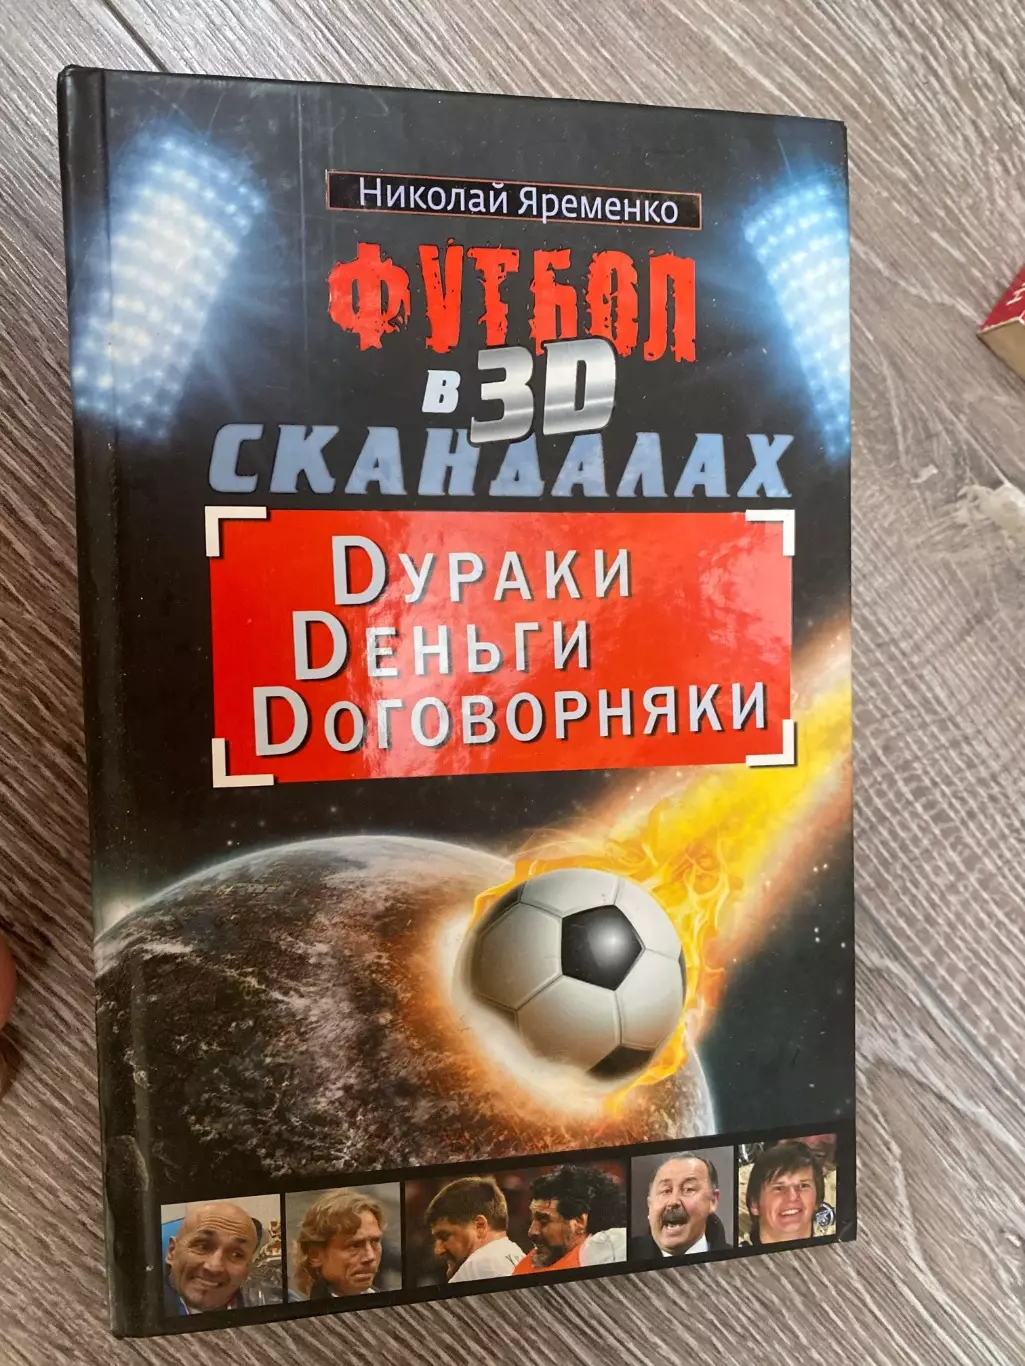 Николай Яременко
ФУТБОЛ
в 3D
СКАНДАЛАХ
DУРАКИ
DЕНЬГИ
DОГОВОРНЯКИ